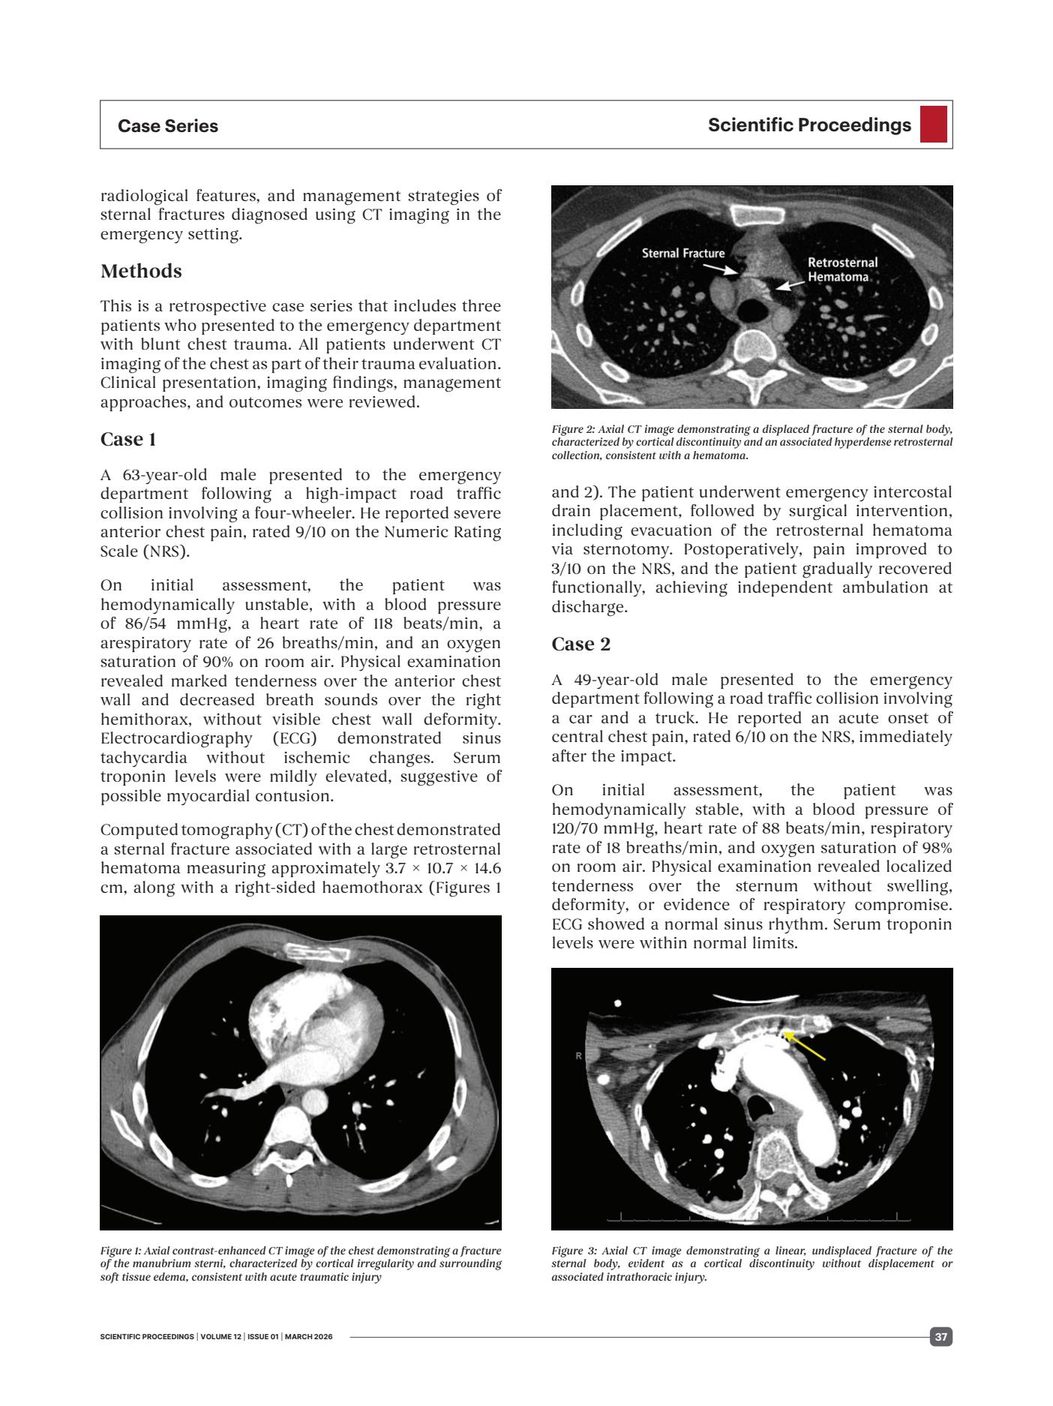 Case Series
Scientific Proceedings
radiological features, and management strategies of
sternal fractures diagnosed using CT imaging in the
emergency setting.
Methods
This is a retrospective case series that includes three
patients who presented to the emergency department
with blunt chest trauma. All patients underwent CT
imaging of the chest as part of their trauma evaluation.
Clinical presentation, imaging findings, management
approaches, and outcomes were reviewed.
Case 1
A 63-year-old male presented to the emergency
department following a high-impact road traffic
collision involving a four-wheeler. He reported severe
anterior chest pain, rated 9/10 on the Numeric Rating
Scale (NRS).
On initial assessment, the patient was
hemodynamically unstable, with a blood pressure
of 86/54 mmHg, a heart rate of 118 beats/min, a
arespiratory rate of 26 breaths/min, and an oxygen
saturation of 90% on room air. Physical examination
revealed marked tenderness over the anterior chest
wall and decreased breath sounds over the right
hemithorax, without visible chest wall deformity.
Electrocardiography (ECG) demonstrated sinus
tachycardia without ischemic changes. Serum
troponin levels were mildly elevated, suggestive of
possible myocardial contusion.
Computed tomography (CT) of the chest demonstrated
a sternal fracture associated with a large retrosternal
hematoma measuring approximately 3.7 × 10.7 × 14.6
cm, along with a right-sided haemothorax (Figures 1
Figure 1: Axial contrast-enhanced CT image of the chest demonstrating a fracture
of the manubrium sterni, characterized by cortical irregularity and surrounding
soft tissue edema, consistent with acute traumatic injury
Sternal Fracture
Retrosternal
Hematoma
Figure 2: Axial CT image demonstrating a displaced fracture of the sternal body,
characterized by cortical discontinuity and an associated hyperdense retrosternal
collection, consistent with a hematoma.
and 2). The patient underwent emergency intercostal
drain placement, followed by surgical intervention,
including evacuation of the retrosternal hematoma
via sternotomy. Postoperatively, pain improved to
3/10 on the NRS, and the patient gradually recovered
functionally, achieving independent ambulation at
discharge.
Case 2
A 49-year-old male presented to the emergency
department following a road traffic collision involving
a car and a truck. He reported an acute onset of
central chest pain, rated 6/10 on the NRS, immediately
after the impact.
On initial assessment, the patient was
hemodynamically stable, with a blood pressure of
120/70 mmHg, heart rate of 88 beats/min, respiratory
rate of 18 breaths/min, and oxygen saturation of 98%
on room air. Physical examination revealed localized
tenderness over the sternum without swelling,
deformity, or evidence of respiratory compromise.
ECG showed a normal sinus rhythm. Serum troponin
levels were within normal limits.
R
Figure 3: Axial CT image demonstrating a linear, undisplaced fracture of the
sternal body, evident as a cortical discontinuity without displacement or
associated intrathoracic injury.
SCIENTIFIC PROCEEDINGS | VOLUME 12 | ISSUE 01 | MARCH 2026
37